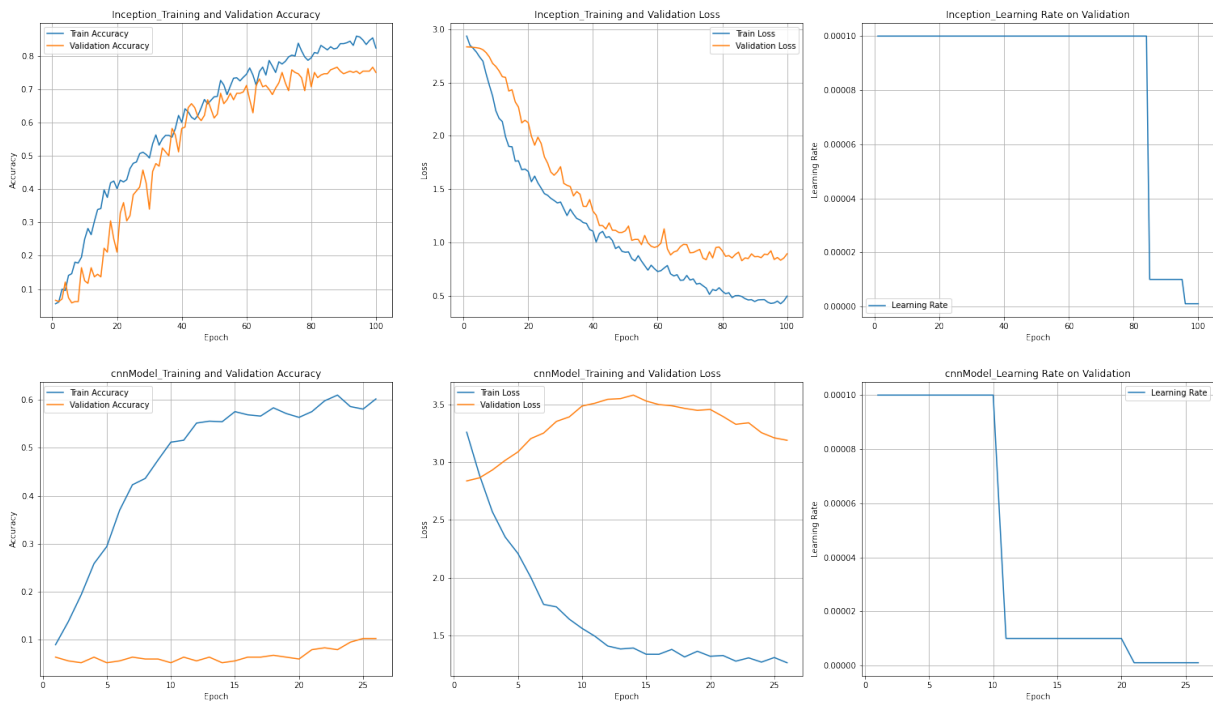 Inception_Training and Validation Accuracy
Train Accuracy
Validation Accuracy
0.8
0.7
0.6
0.5
0.4
0.3
0.2
0.1
Accuracy
0 20 40 60 80 100
Epoch
Inception_Training and Validation Loss
Train Loss
Validation Loss
3.0
2.5
2.0
1.5
1.0
0.5
Loss
0 20 40 60 80 100
Epoch
Inception_Learning Rate on Validation
0.00010
0.00008
0.00006
0.00004
0.00002
0.00000
Learning Rate
Learning Rate
0 20 40 60 80 100
Epoch
cnnModel_Training and Validation Accuracy
Train Accuracy
Validation Accuracy
0.6
0.5
0.4
0.3
0.2
0.1
Accuracy
0 5 10 15 20 25
Epoch
cnnModel_Training and Validation Loss
Train Loss
Validation Loss
3.5
3.0
2.5
2.0
1.5
Loss
0 5 10 15 20 25
Epoch
cnnModel_Learning Rate on Validation
Learning Rate
0.00010
0.00008
0.00006
0.00004
0.00002
0.00000
Learning Rate
0 5 10 15 20 25
Epoch